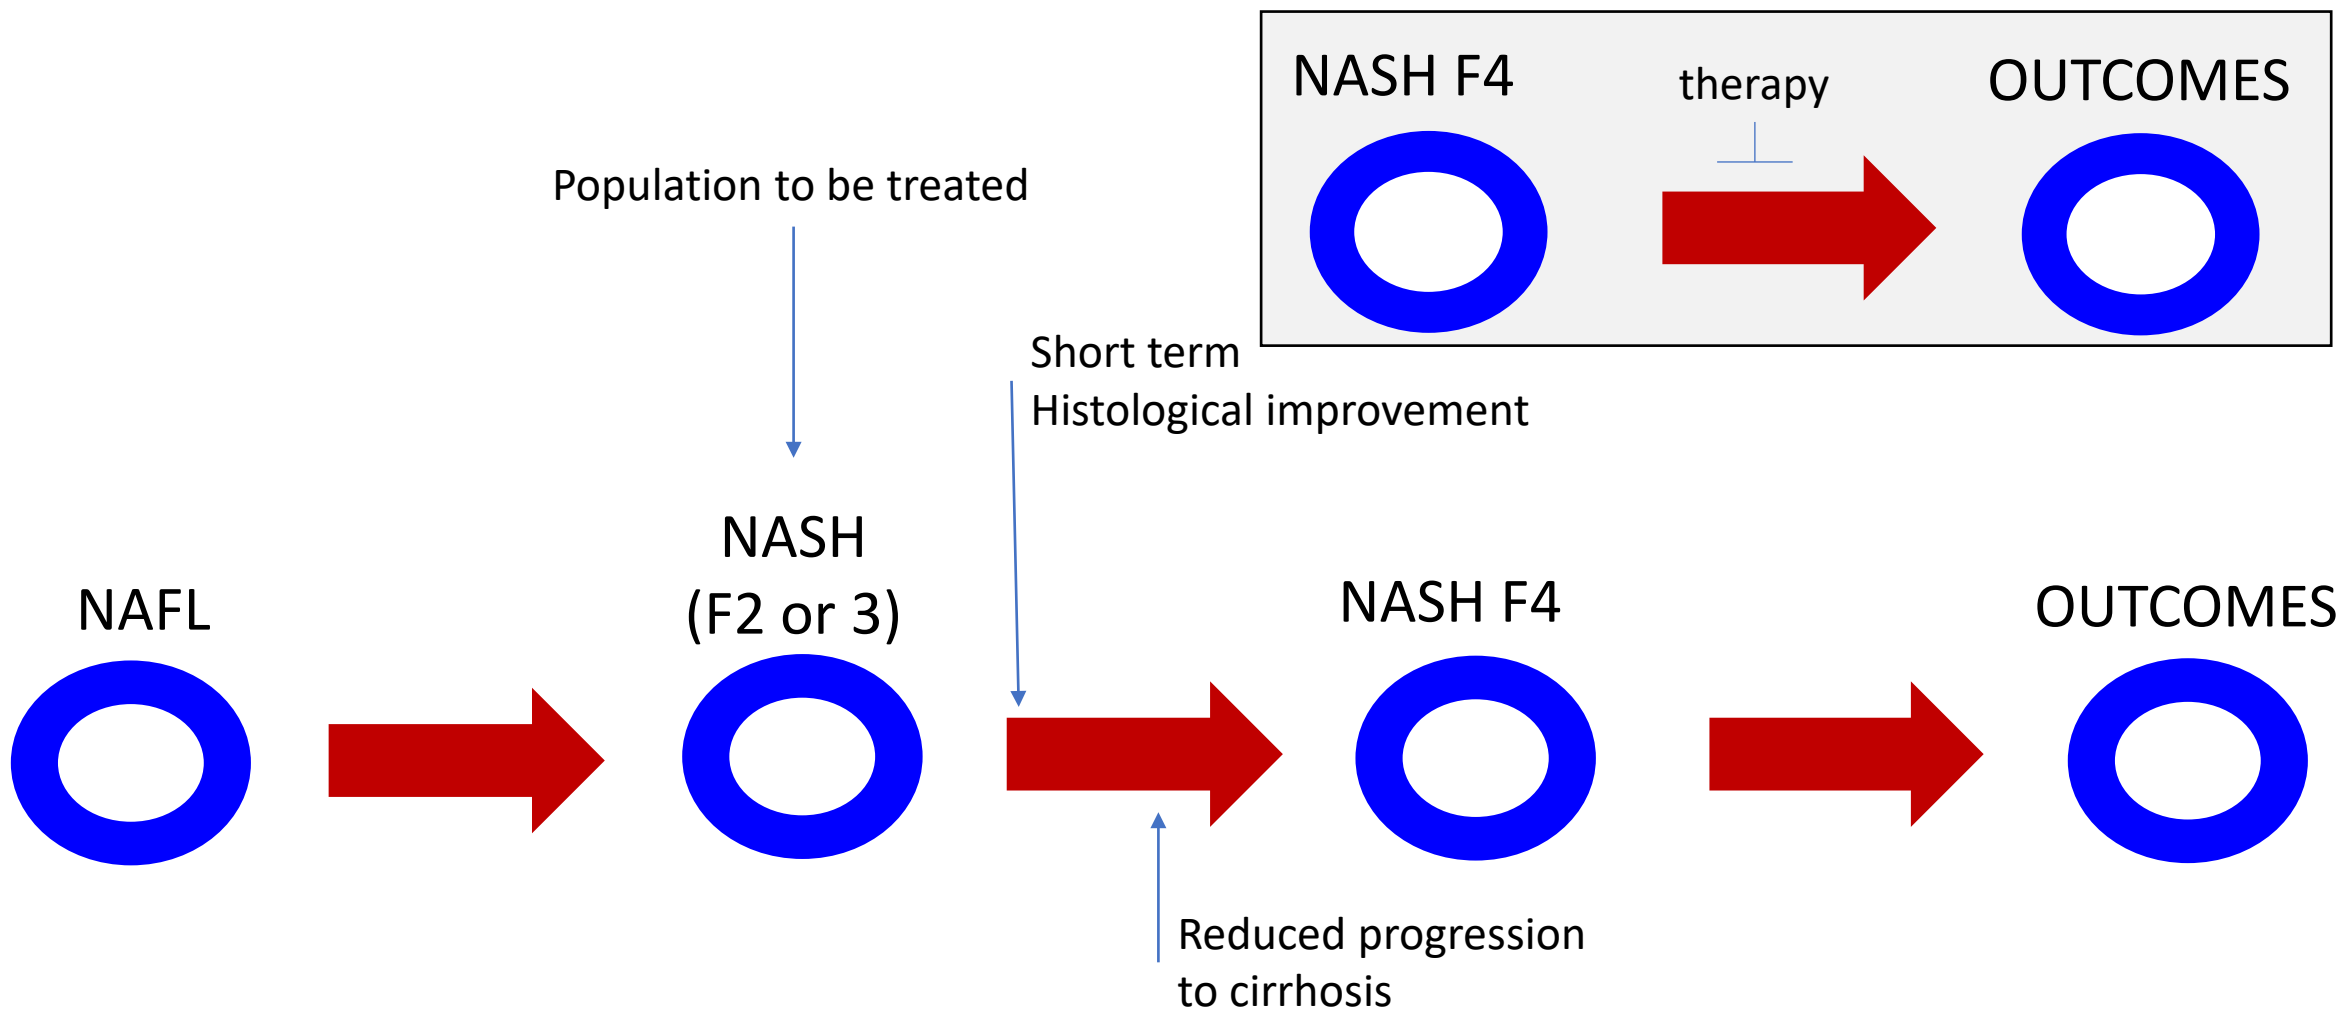 NASH F4
therapy
OUTCOMES
Population to be treated
Short term
Histological improvement
NAFL
NASH
(F2 or 3)
NASH F4
OUTCOMES
Reduced progression
to cirrhosis